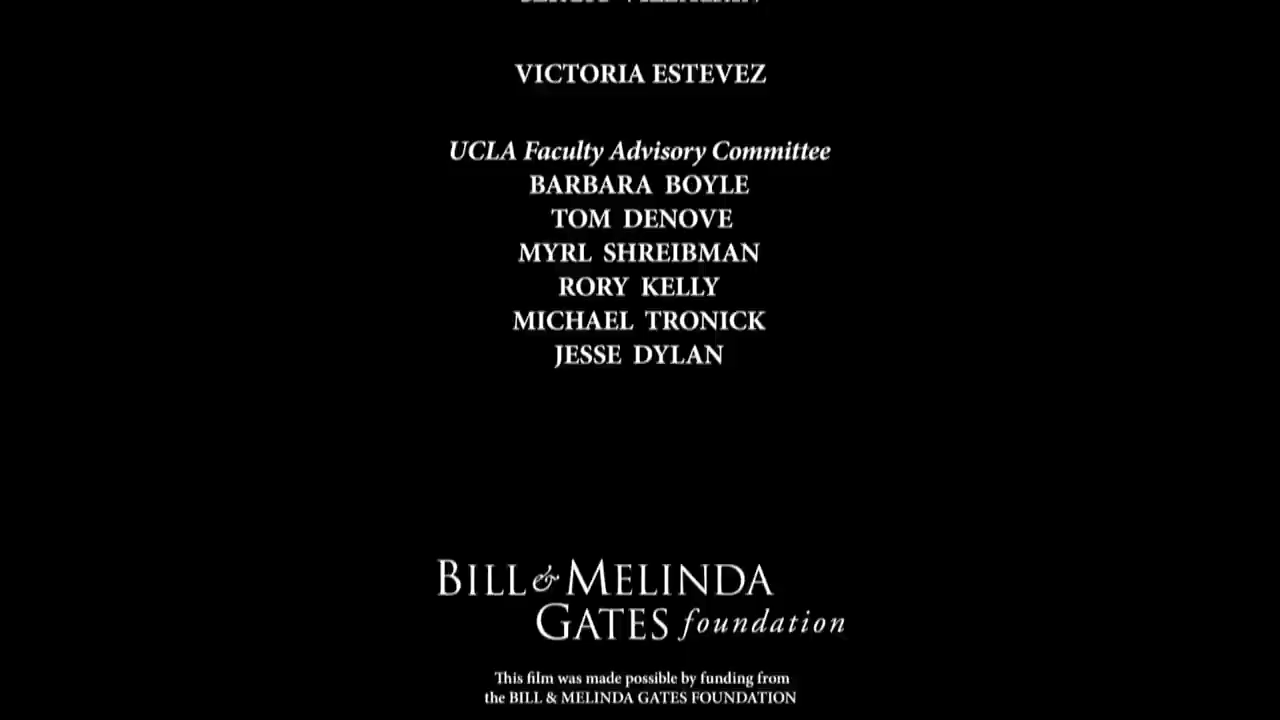 VICTORIA ESTEVEZ
UCLA Faculty Advisory Committee
BARBARA BOYLE
TOM DENOVE
MYRL SHREIBMAN
RORY KELLY
MICHAEL TRONICK
JESSE DYLAN
BILL & MELINDA
GATES foundation
This film was made possible by funding from
the BILL & MELINDA GATES FOUNDATION